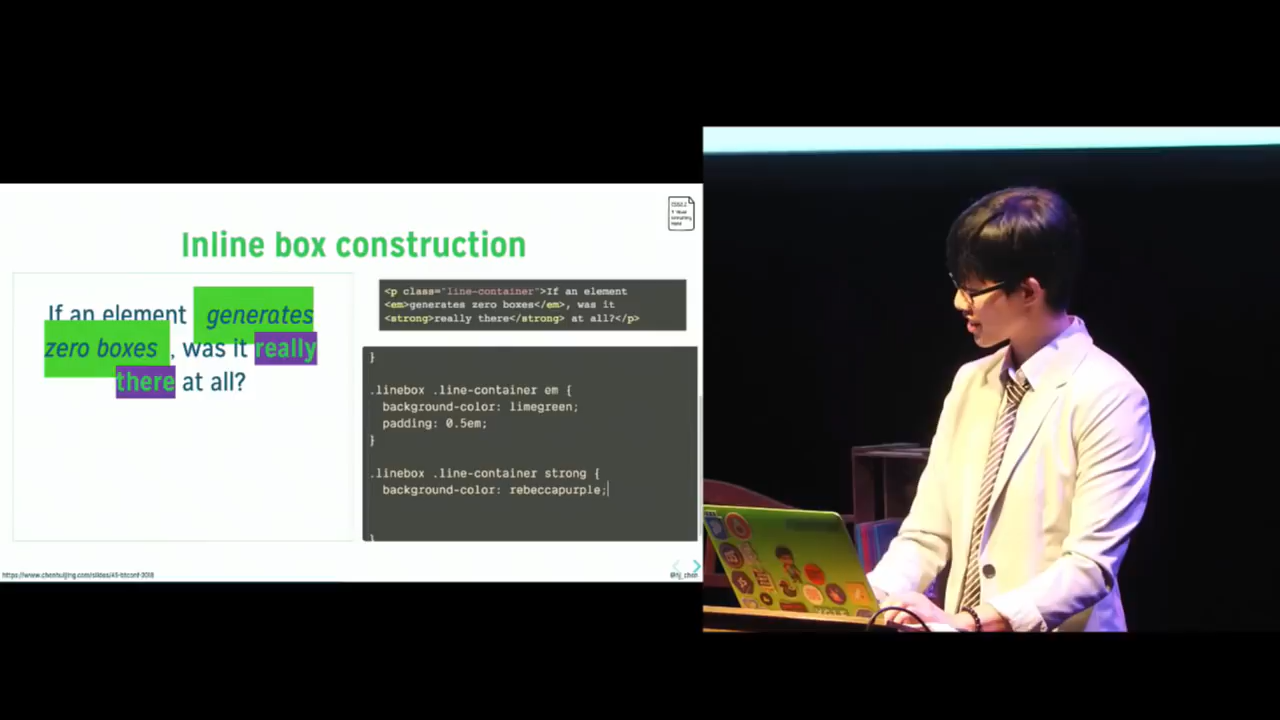 Inline box construction
If an element generates
zero boxes , was it really
there at all?
<p class="line-container">If an element
<em>generates zero boxes</em>, was it
<strong>really there</strong> at all?</p>
}
.linebox .line-container em {
background-color: limegreen;
padding: 0.5em;
}
.linebox .line-container strong {
background-color: rebeccapurple;
}
https://www.chenhuijing.com/slides/43-btconf-2018
@hj_chen